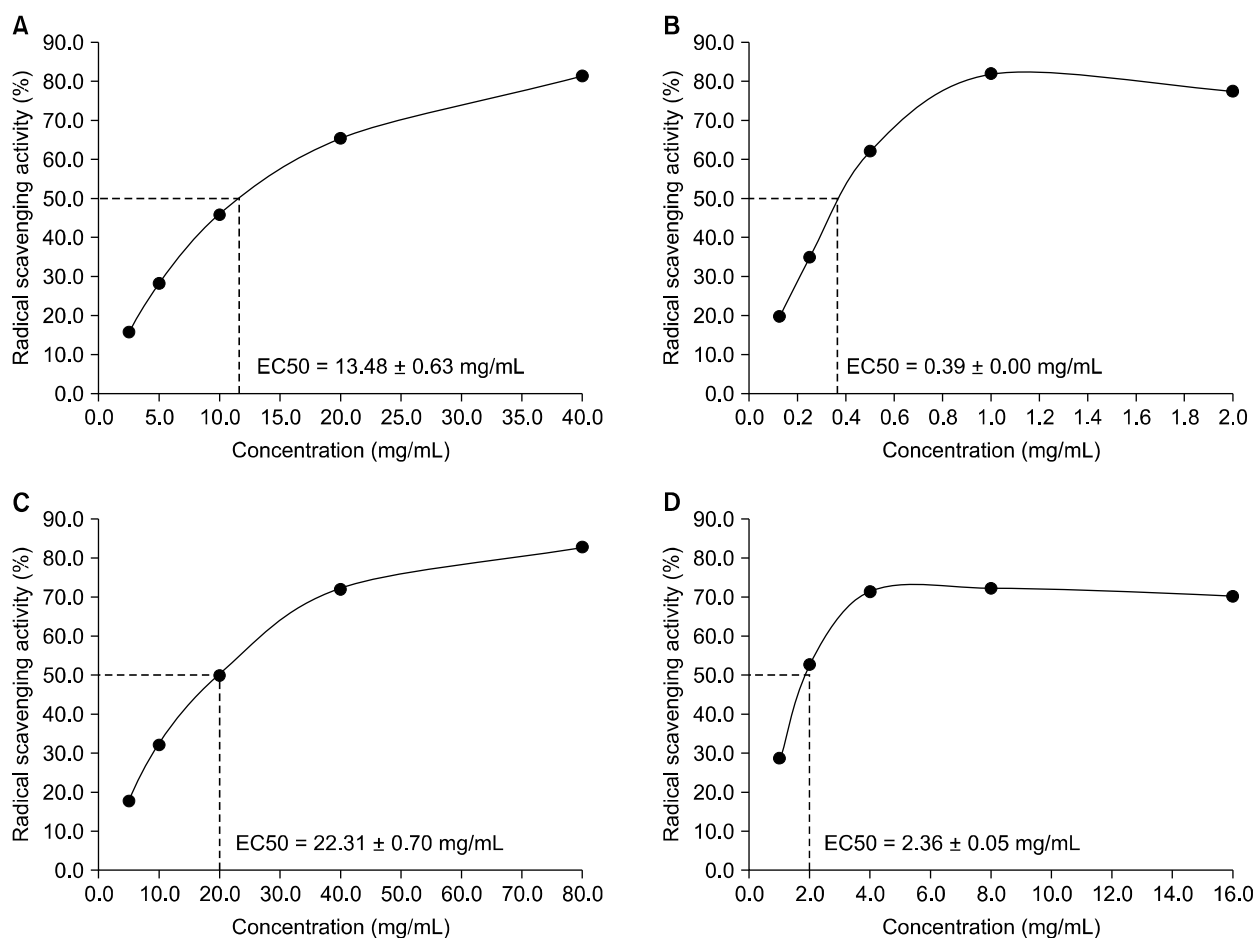 A
Radical scavenging activity (%)
90.0
80.0
70.0
60.0
50.0
40.0
30.0
20.0
10.0
0.0
EC50 = 13.48 ± 0.63 mg/mL
0.0 5.0 10.0 15.0 20.0 25.0 30.0 35.0 40.0
Concentration (mg/mL)
B
Radical scavenging activity (%)
90.0
80.0
70.0
60.0
50.0
40.0
30.0
20.0
10.0
0.0
EC50 = 0.39 ± 0.00 mg/mL
0.0 0.2 0.4 0.6 0.8 1.0 1.2 1.4 1.6 1.8 2.0
Concentration (mg/mL)
C
Radical scavenging activity (%)
90.0
80.0
70.0
60.0
50.0
40.0
30.0
20.0
10.0
0.0
EC50 = 22.31 ± 0.70 mg/mL
0.0 10.0 20.0 30.0 40.0 50.0 60.0 70.0 80.0
Concentration (mg/mL)
D
Radical scavenging activity (%)
90.0
80.0
70.0
60.0
50.0
40.0
30.0
20.0
10.0
0.0
EC50 = 2.36 ± 0.05 mg/mL
0.0 2.0 4.0 6.0 8.0 10.0 12.0 14.0 16.0
Concentration (mg/mL)